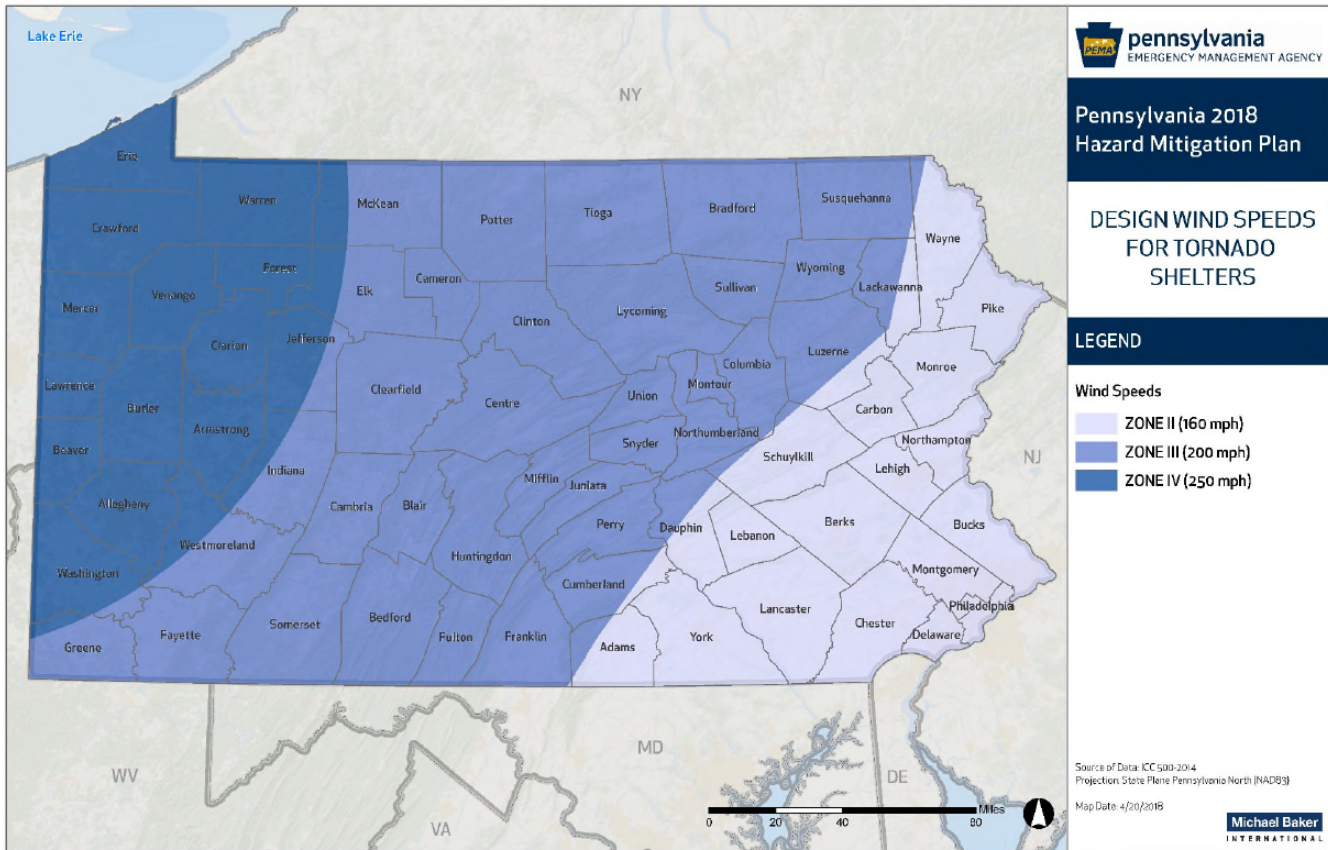 Lake Erie
NY
Erie
Warren
McKean
Potter
Tioga
Bradford
Susquehanna
Crawford
Wayne
Forest
Elk
Cameron
Sullivan
Wyoming
Lackawanna
Mercer
Venango
Pike
Clinton
Lycoming
Clarion
Jefferson
Columbia
Luzerne
Monroe
Lawrence
Clearfield
Centre
Union
Montour
Butler
Carbon
Armstrong
Snyder
Northumberland
Northampton
Beaver
Schuylkill
NJ
Indiana
Mifflin
Juniata
Lehigh
Allegheny
Cambria
Blair
Perry
Dauphin
Berks
Bucks
Westmoreland
Lebanon
Huntingdon
Washington
Cumberland
Montgomery
Philadelphia
Greene
Fayette
Somerset
Bedford
Fulton
Franklin
Adams
York
Lancaster
Chester
Delaware
WV
MD
DE
VA
Miles
0 20 40 80
PEMA
pennsylvania
EMERGENCY MANAGEMENT AGENCY
Pennsylvania 2018
Hazard Mitigation Plan
DESIGN WIND SPEEDS
FOR TORNADO
SHELTERS
LEGEND
Wind Speeds
ZONE II (160 mph)
ZONE III (200 mph)
ZONE IV (250 mph)
Source of Data: ICC 500-2014
Projection: State Plane Pennsylvania North (NAD83)
Map Date: 4/20/2018
Michael Baker
INTERNATIONAL